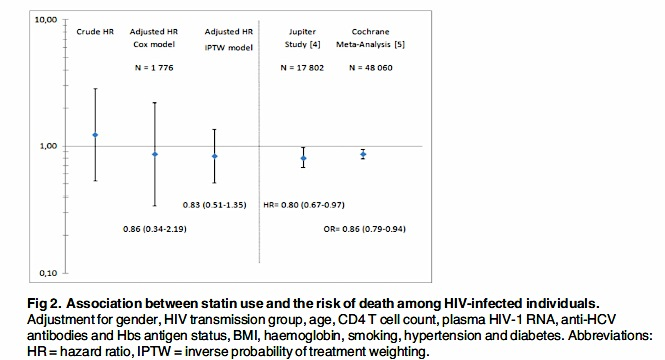 10,00
Crude HR
Adjusted HR
Cox model
Adjusted HR
IPTW model
Jupiter
Study [4]
Cochrane
Meta-Analysis [5]
N = 1 776
N = 17 802
N = 48 060
1,00
0.83 (0.51-1.35)
HR= 0.80 (0.67-0.97)
0.86 (0.34-2.19)
OR= 0.86 (0.79-0.94)
0,10
Fig 2. Association between statin use and the risk of death among HIV-infected individuals.
Adjustment for gender, HIV transmission group, age, CD4 T cell count, plasma HIV-1 RNA, anti-HCV
antibodies and Hbs antigen status, BMI, haemoglobin, smoking, hypertension and diabetes. Abbreviations:
HR = hazard ratio, IPTW = inverse probability of treatment weighting.